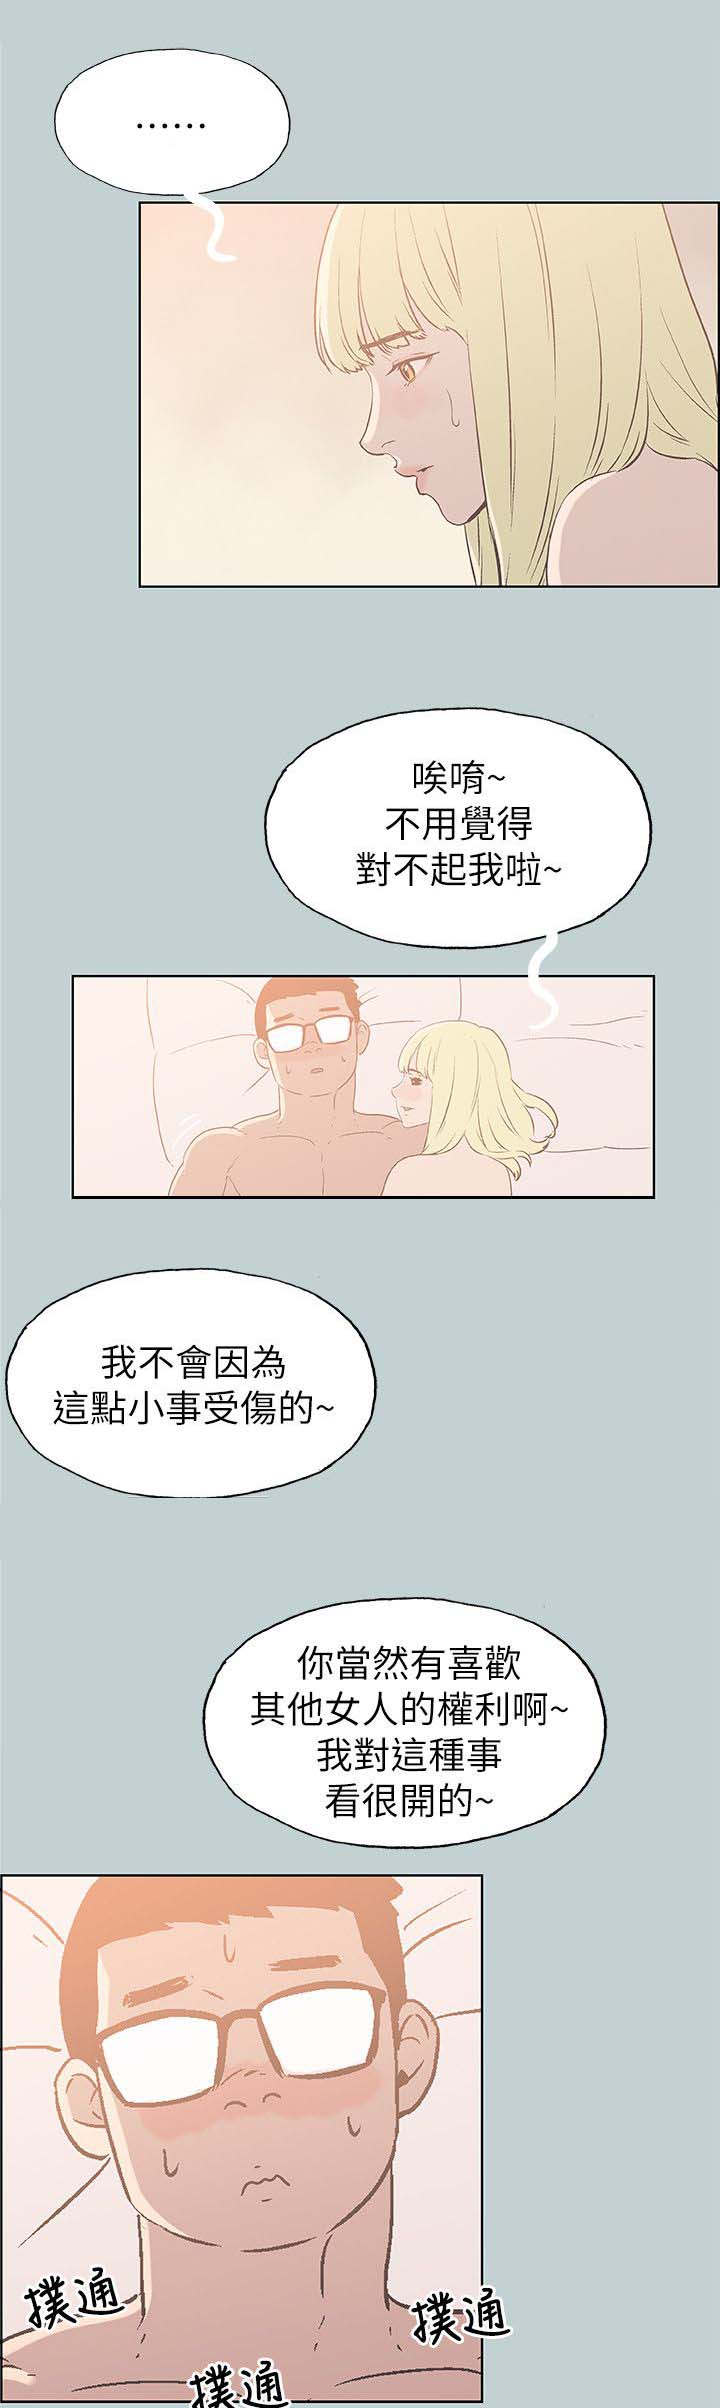 ……
唉唷~
不用覺得
對不起我啦~
我不會因為
這點小事受傷的~
你當然有喜歡
其他女人的權利啊~
我對這種事
看很開的~
撲通
撲通
撲通